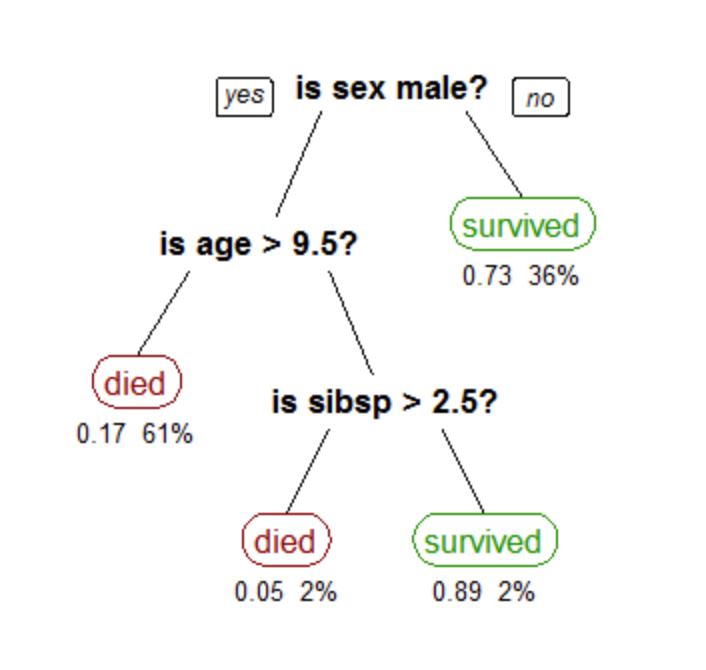 yes is sex male? no
survived
is age > 9.5?
0.73 36%
died
is sibsp > 2.5?
0.17 61%
died survived
0.05 2% 0.89 2%